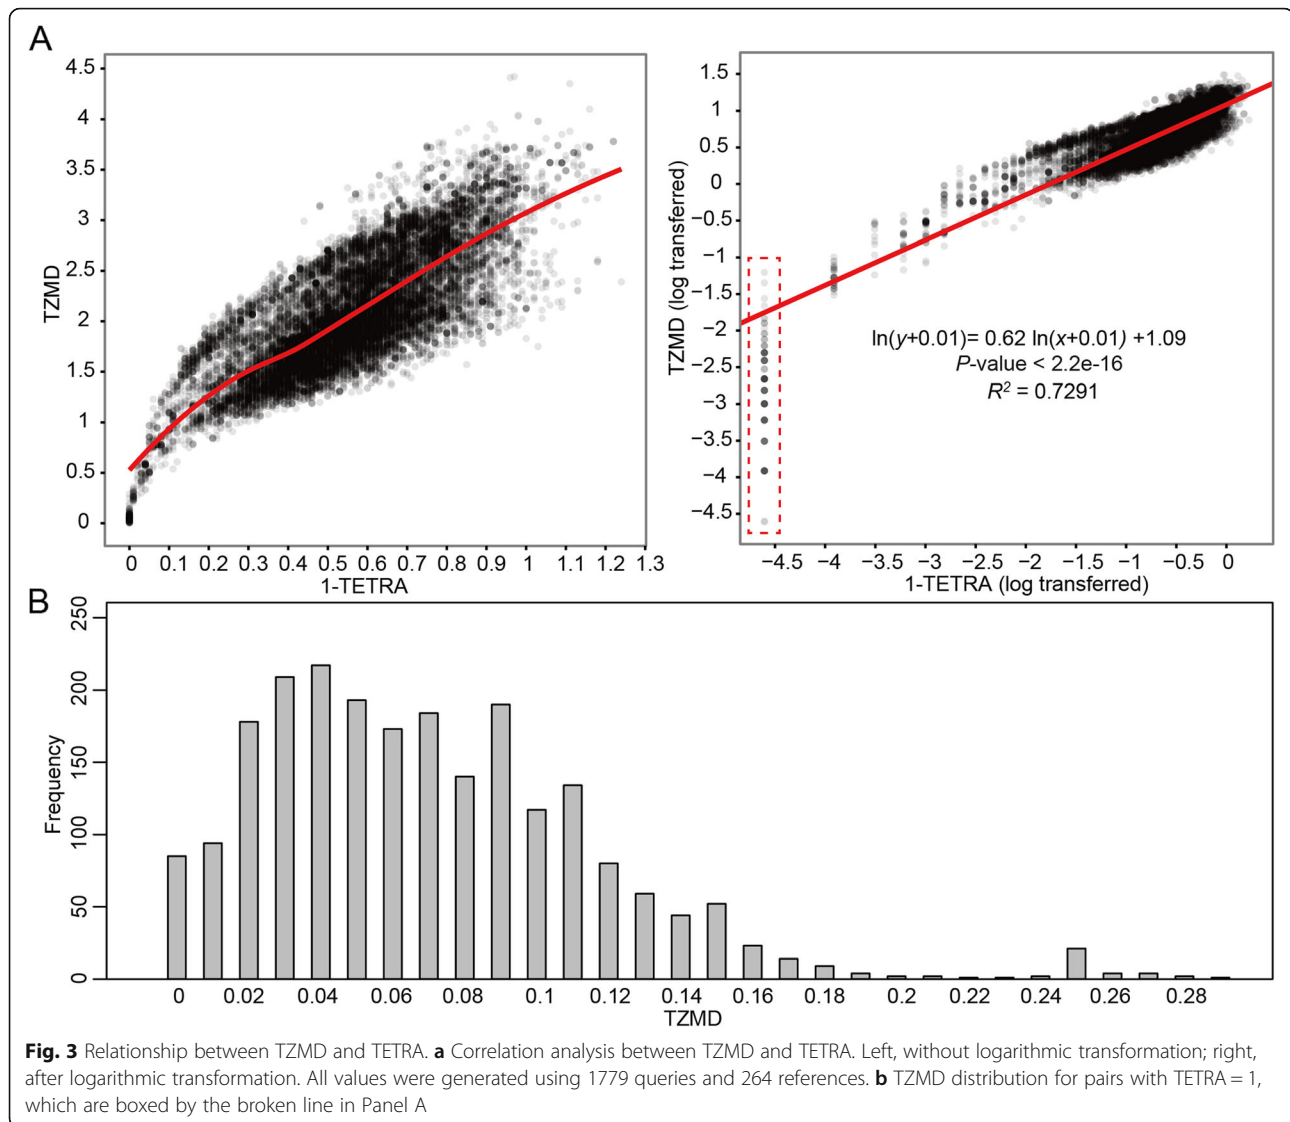 A
TZMD
4.5
4
3.5
3
2.5
2
1.5
1
0.5
0
0 0.1 0.2 0.3 0.4 0.5 0.6 0.7 0.8 0.9 1 1.1 1.2 1.3
1-TETRA
TZMD (log transferred)
1.5
1
0.5
0
−0.5
−1
−1.5
−2
−2.5
−3
−3.5
−4
−4.5
ln(y+0.01)= 0.62 ln(x+0.01) +1.09
P-value < 2.2e-16
R² = 0.7291
−4.5 −4 −3.5 −3 −2.5 −2 −1.5 −1 −0.5 0
1-TETRA (log transferred)
B
Frequency
250
200
150
100
50
0
0 0.02 0.04 0.06 0.08 0.1 0.12 0.14 0.16 0.18 0.2 0.22 0.24 0.26 0.28
TZMD
Fig. 3 Relationship between TZMD and TETRA. a Correlation analysis between TZMD and TETRA. Left, without logarithmic transformation; right,
after logarithmic transformation. All values were generated using 1779 queries and 264 references. b TZMD distribution for pairs with TETRA = 1,
which are boxed by the broken line in Panel A